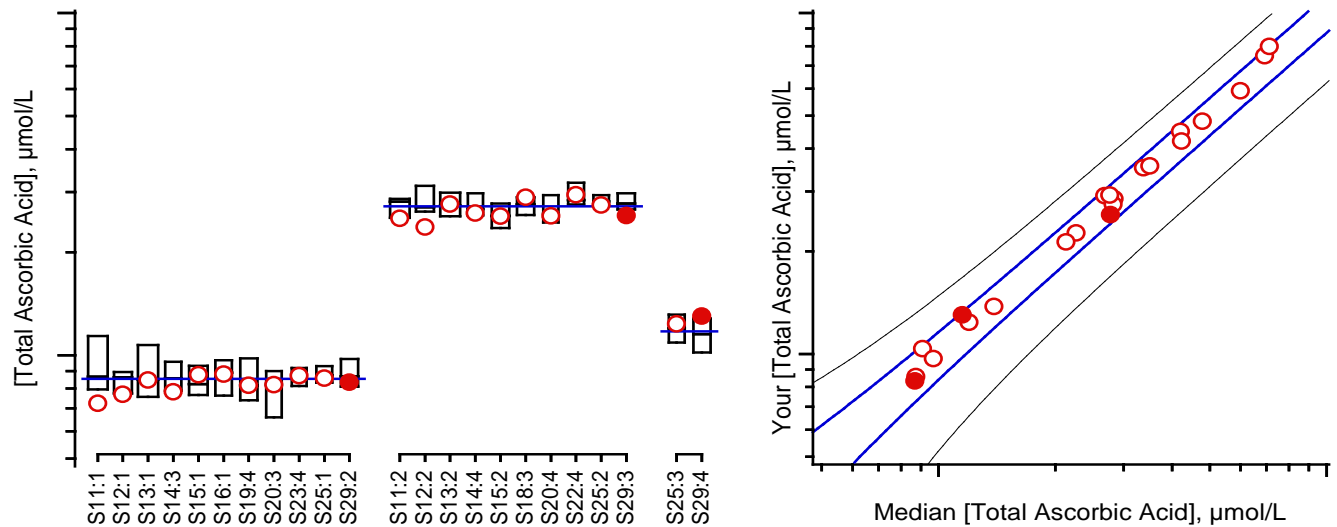 [Total Ascorbic Acid], µmol/L
S11:1
S12:1
S13:1
S14:3
S15:1
S16:1
S19:4
S20:3
S23:4
S25:1
S29:2
S11:2
S12:2
S13:2
S14:4
S15:2
S18:3
S20:4
S22:4
S25:2
S29:3
S25:3
S29:4
Your [Total Ascorbic Acid], µmol/L
Median [Total Ascorbic Acid], µmol/L